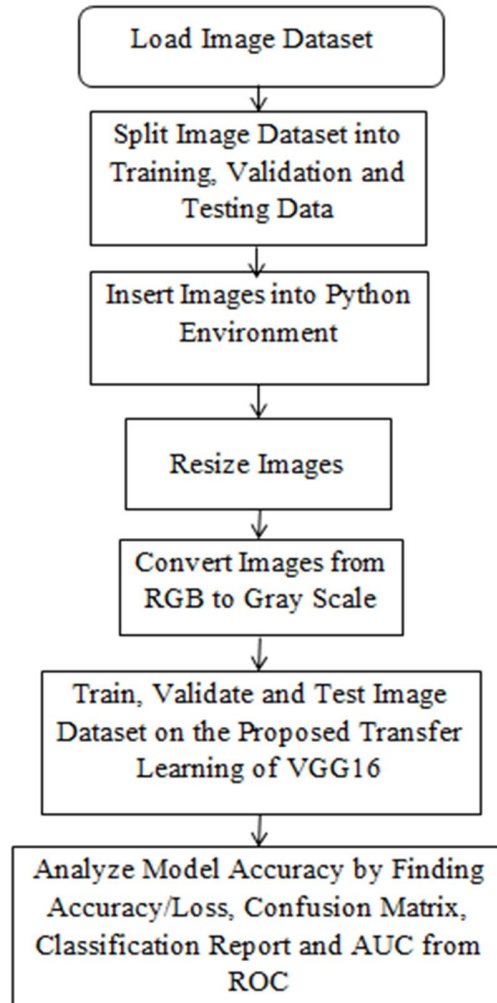 Load Image Dataset
Split Image Dataset into
Training, Validation and
Testing Data
Insert Images into Python
Environment
Resize Images
Convert Images from
RGB to Gray Scale
Train, Validate and Test Image
Dataset on the Proposed Transfer
Learning of VGG16
Analyze Model Accuracy by Finding
Accuracy/Loss, Confusion Matrix,
Classification Report and AUC from
ROC